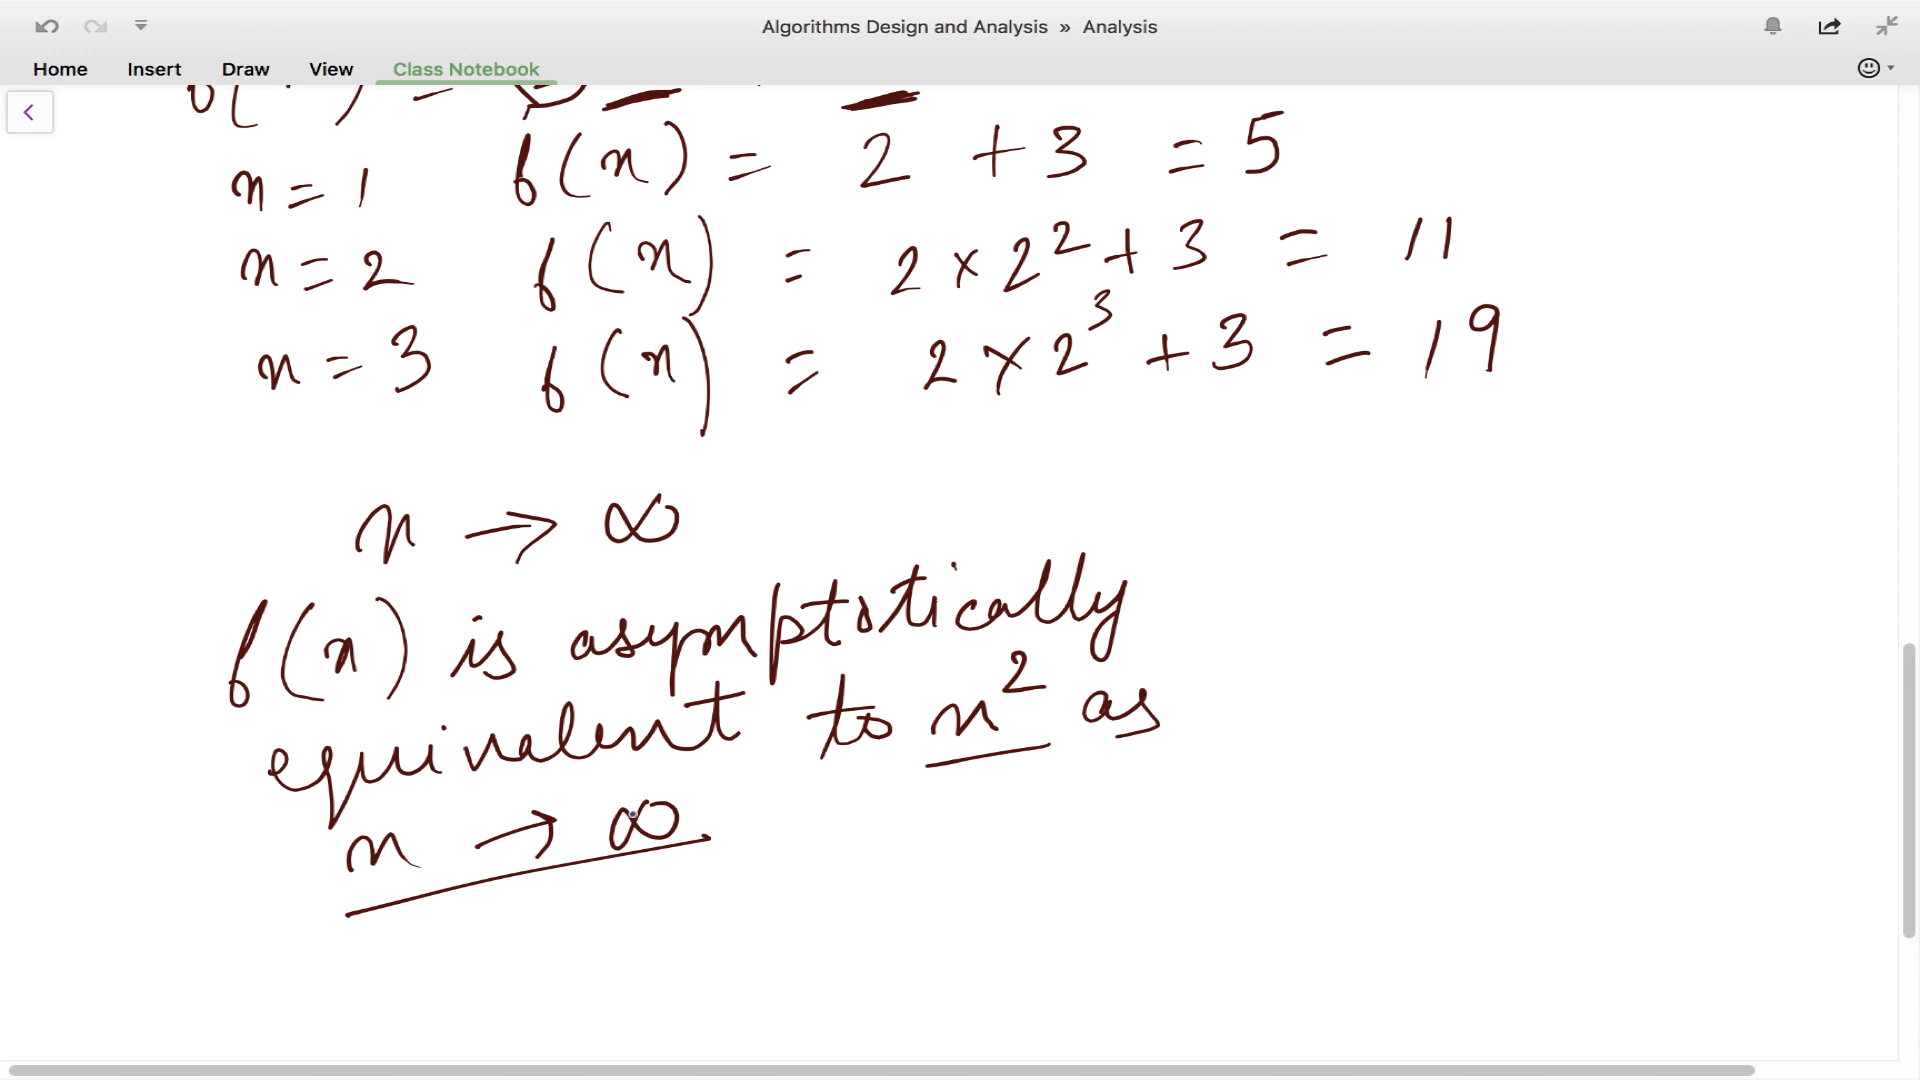 Algorithms Design and Analysis » Analysis
Home Insert Draw View Class Notebook
n = 1 f(n) = 2 + 3 = 5
n = 2 f(n) = 2 × 2² + 3 = 11
n = 3 f(n) = 2 × 2³ + 3 = 19
n → ∞
f(n) is asymptotically
equivalent to n² as
n → ∞.